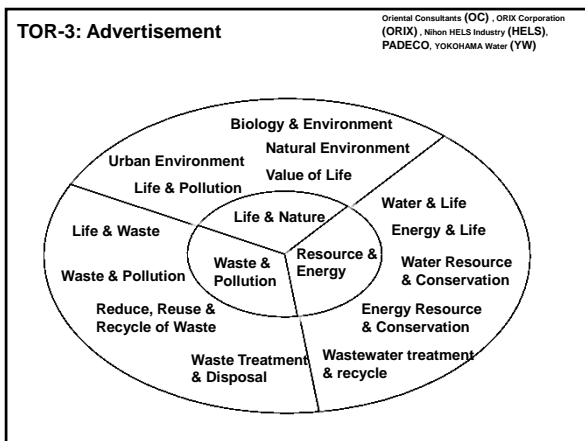 TOR-3: Advertisement
Oriental Consultants (OC) , ORIX Corporation
(ORIX) , Nihon HELS Industry (HELS),
PADECO, YOKOHAMA Water (YW)
Biology & Environment
Natural Environment
Urban Environment
Value of Life
Life & Pollution
Life & Nature
Water & Life
Life & Waste
Energy & Life
Resource &
Energy
Waste &
Pollution
Water Resource
& Conservation
Waste & Pollution
Reduce, Reuse &
Recycle of Waste
Energy Resource
& Conservation
Waste Treatment
& Disposal
Wastewater treatment
& recycle